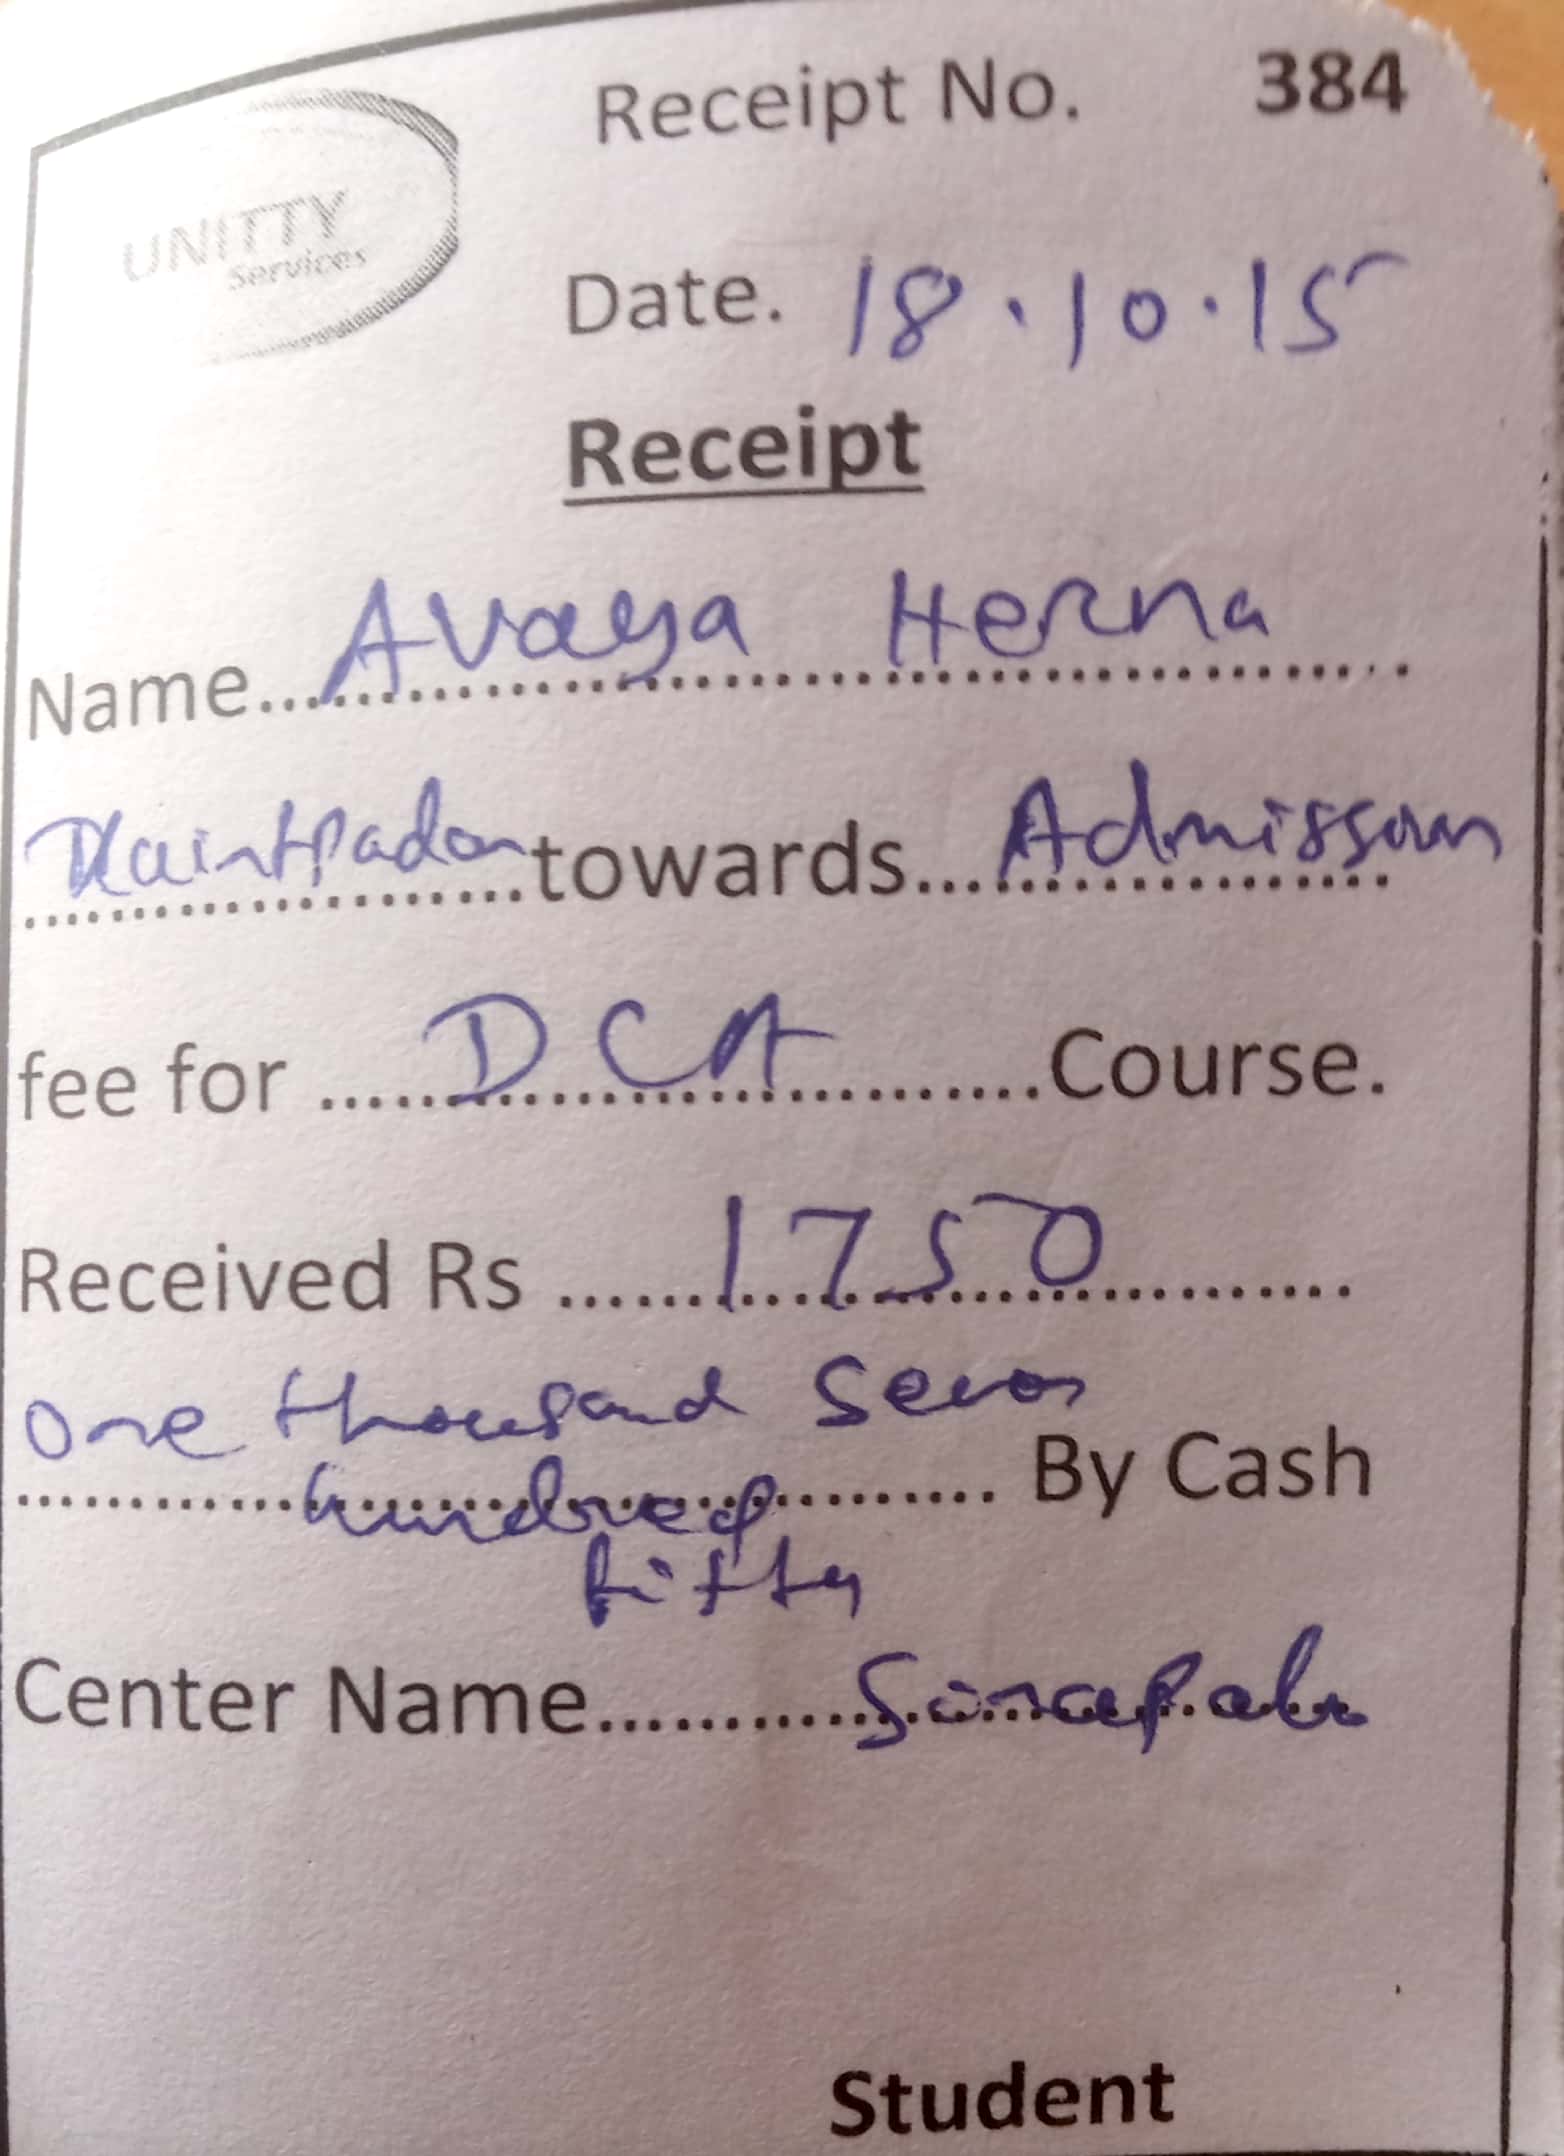 UNITTY
Services
Receipt No. 384
Date. 18.10.15
Receipt
Name........Avaya Herna........
........towards....Admisson....
fee for ....DCA....Course.
Received Rs ....1750....
one thousand Seven
.................... By Cash
hundred
fifty
Center Name........Sinapali
Student